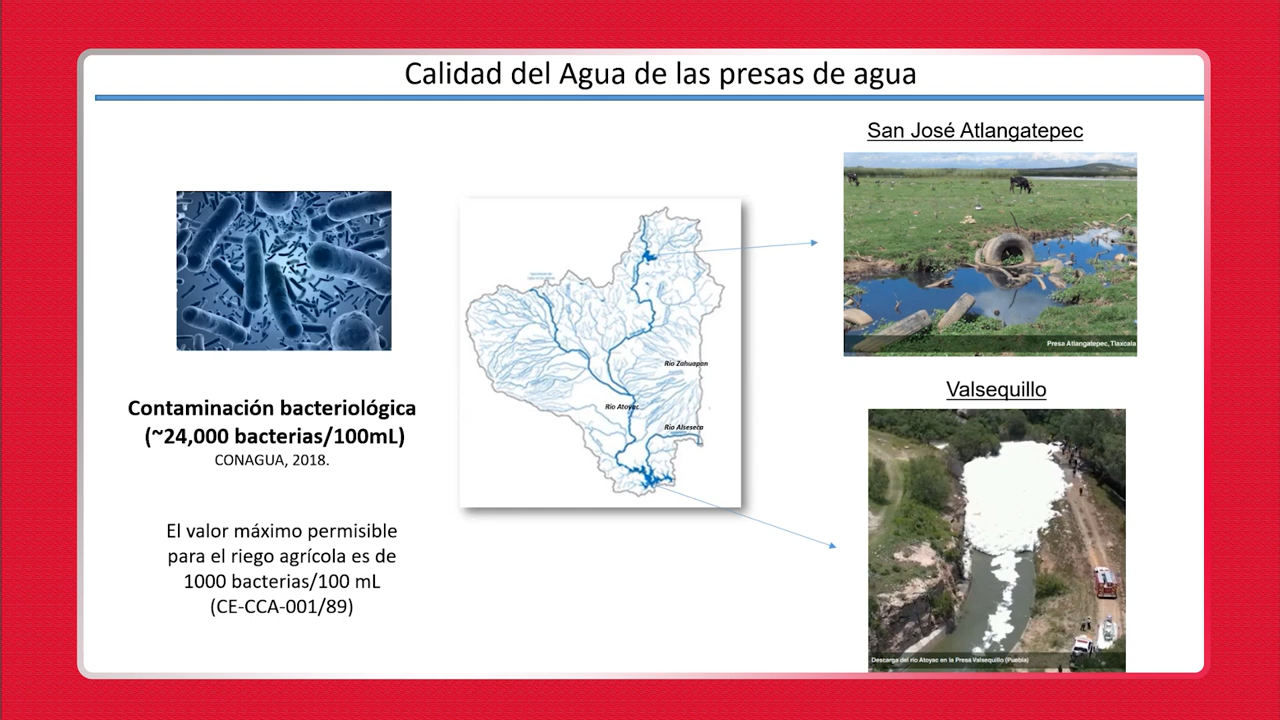 Calidad del Agua de las presas de agua
San José Atlangatepec
Presa Atlangatepec, Tlaxcala
Río Zahuapan
Río Atoyac
Río Alseseca
Contaminación bacteriológica
(~24,000 bacterias/100mL)
CONAGUA, 2018.
El valor máximo permisible
para el riego agrícola es de
1000 bacterias/100 mL
(CE-CCA-001/89)
Valsequillo
Descarga del río Atoyac en la Presa Valsequillo (Puebla)